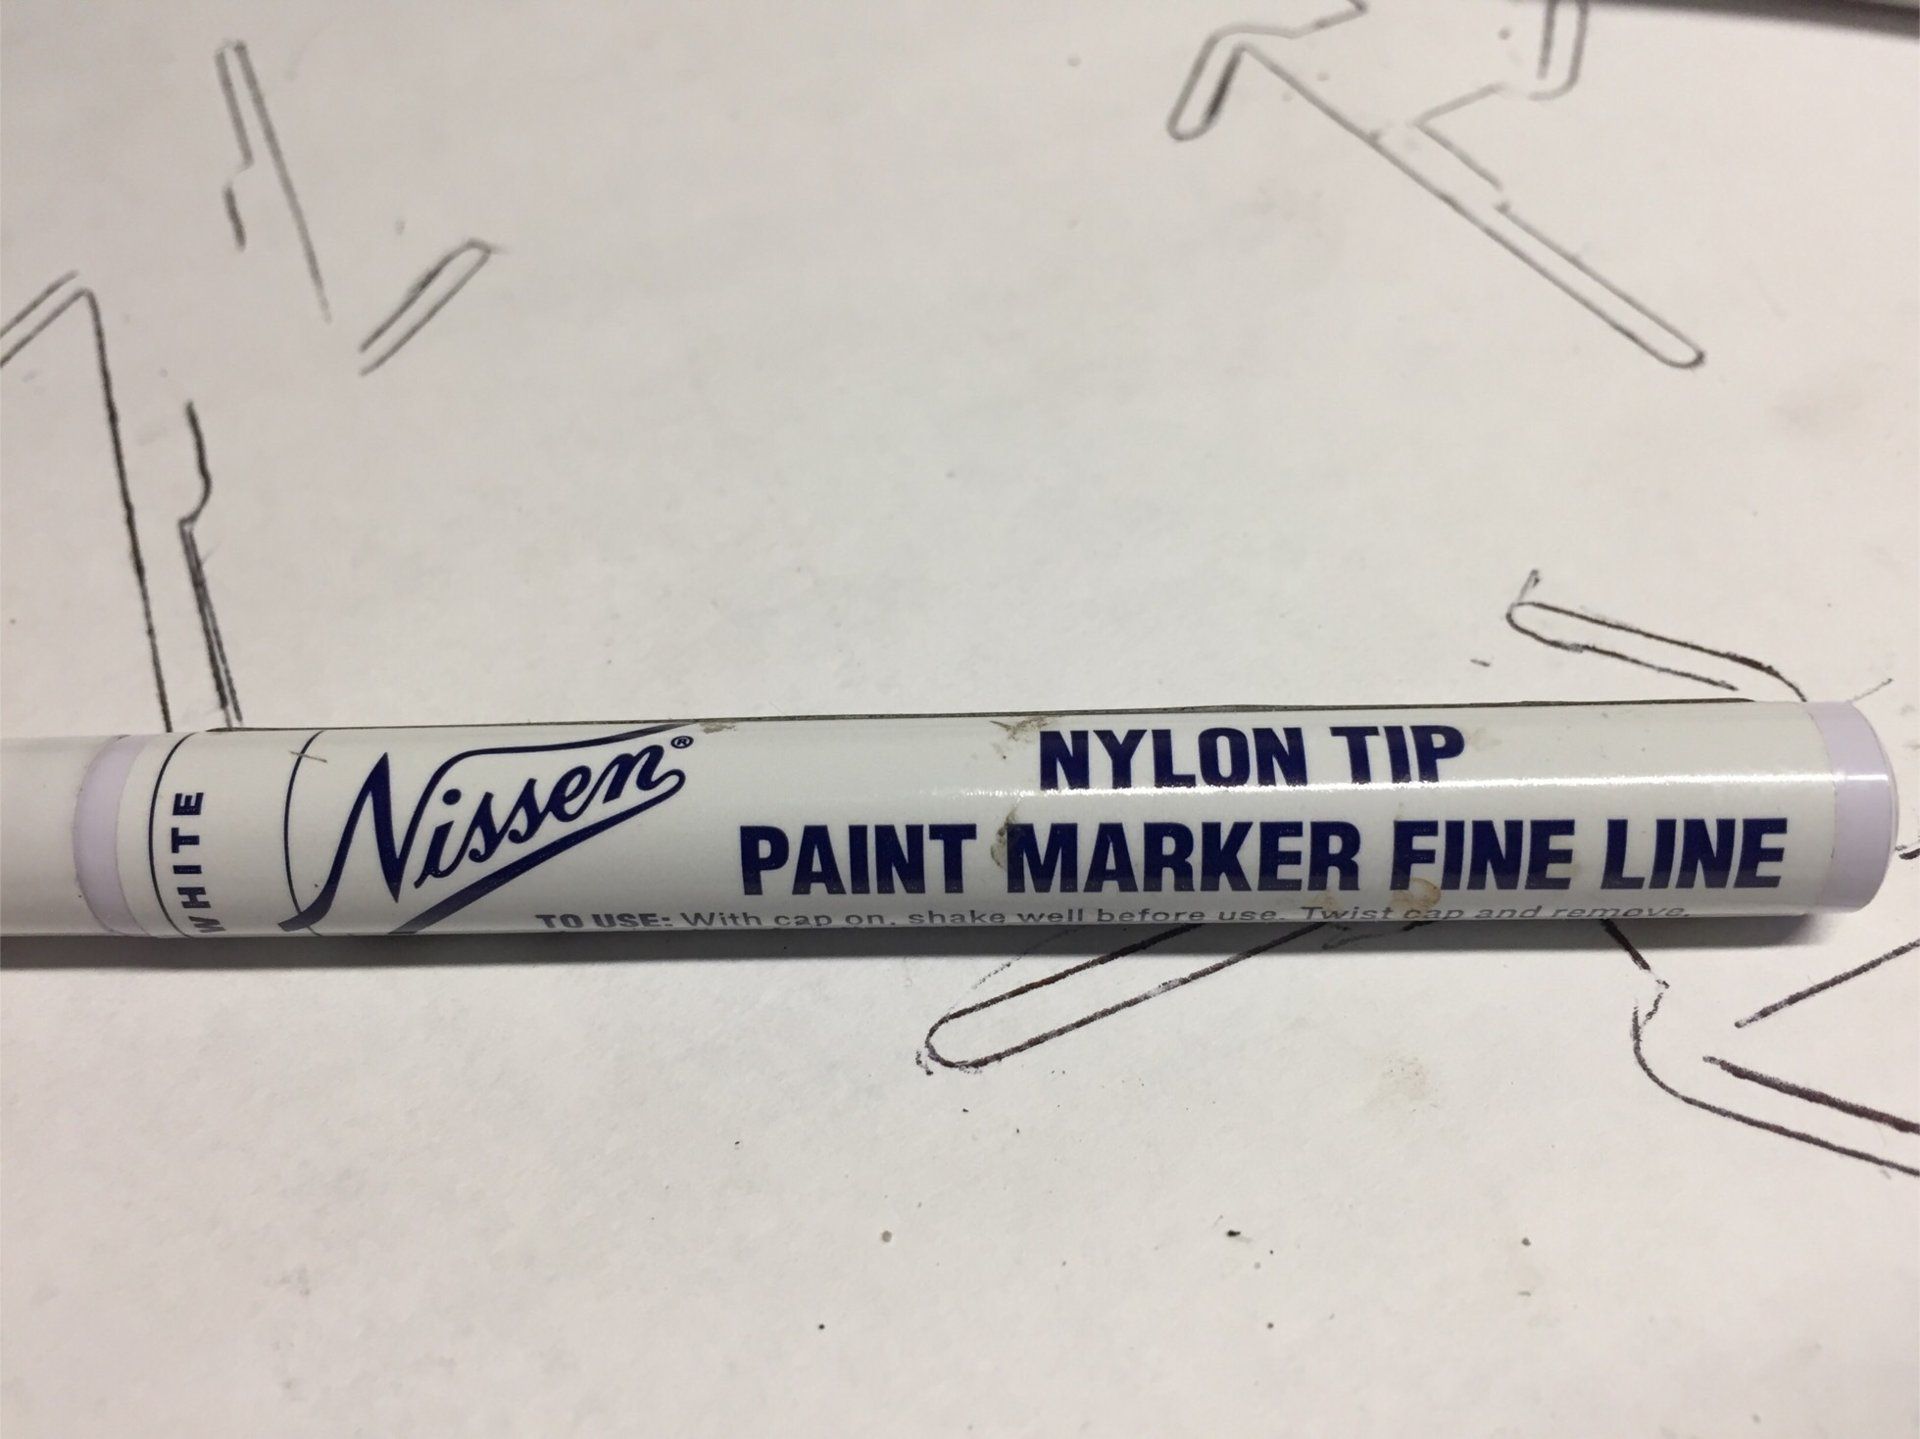 WHITE
Nissen®
NYLON TIP
PAINT MARKER FINE LINE
TO USE: With cap on, shake well before use. Twist cap and remove.